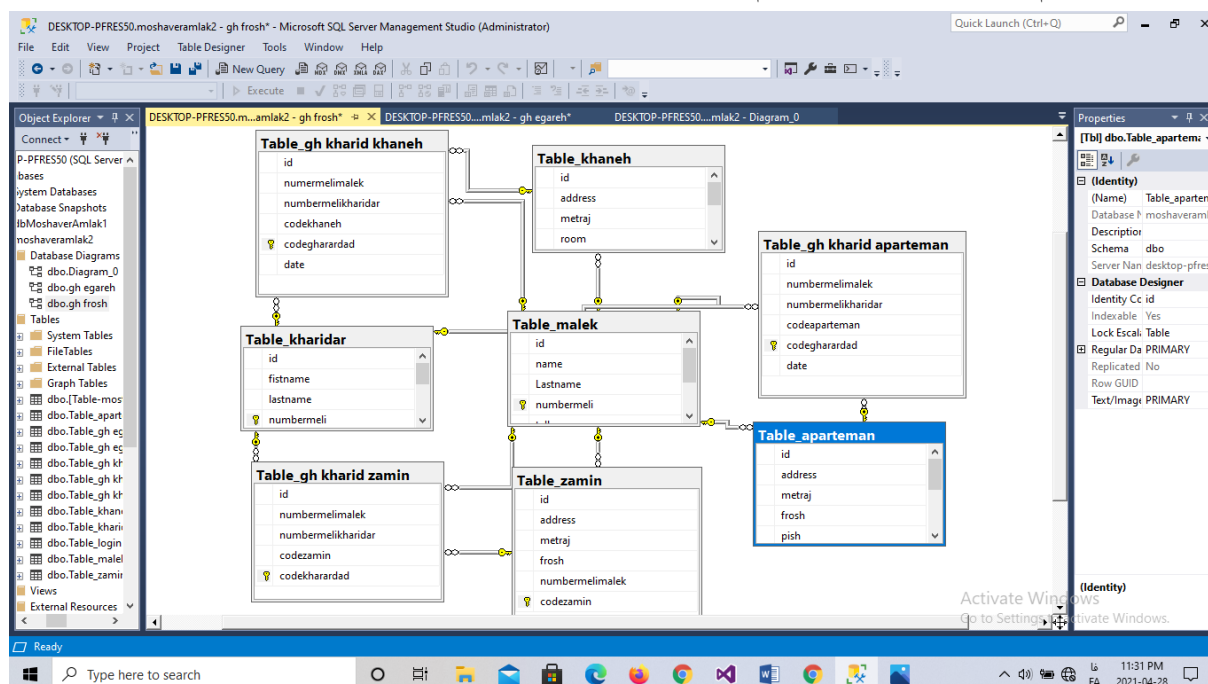 DESKTOP-PFRES50.moshaveramlak2 - gh frosh* - Microsoft SQL Server Management Studio (Administrator)
Quick Launch (Ctrl+Q)
File Edit View Project Table Designer Tools Window Help
New Query
Execute
Object Explorer
DESKTOP-PFRES50.m...amlak2 - gh frosh*
DESKTOP-PFRES50....mlak2 - gh egareh*
DESKTOP-PFRES50....mlak2 - Diagram_0
Properties
Connect
P-PFRES50 (SQL Server
bases
ystem Databases
Database Snapshots
dbMoshaverAmlak1
moshaveramlak2
Database Diagrams
dbo.Diagram_0
dbo.gh egareh
dbo.gh frosh
Tables
System Tables
FileTables
External Tables
Graph Tables
dbo.[Table-mos
dbo.Table_apart
dbo.Table_gh eg
dbo.Table_gh eg
dbo.Table_gh kh
dbo.Table_gh kh
dbo.Table_gh kh
dbo.Table_khan
dbo.Table_khari
dbo.Table_login
dbo.Table_malel
dbo.Table_zamir
Views
External Resources
Table_gh kharid khaneh
id
numermelimalek
numbermelikharidar
codekhaneh
codegharardad
date
Table_khaneh
id
address
metraj
room
Table_gh kharid aparteman
id
numbermelimalek
numbermelikharidar
codeaparteman
codegharardad
date
Table_kharidar
id
fistname
lastname
numbermeli
Table_malek
id
name
Lastname
numbermeli
Table_aparteman
id
address
metraj
frosh
pish
Table_gh kharid zamin
id
numbermelimalek
numbermelikharidar
codezamin
codekharardad
Table_zamin
id
address
metraj
frosh
numbermelimalek
codezamin
[Tbl] dbo.Table_apartema
(Identity)
(Name) Table_aparten
Database N moshaveraml
Description
Schema dbo
Server Nan desktop-pfres
Database Designer
Identity Cc id
Indexable Yes
Lock Escal: Table
Regular Da PRIMARY
Replicated No
Row GUID
Text/Image PRIMARY
(Identity)
Activate Windows
Go to Settings to activate Windows.
Ready
Type here to search
فا
FA
11:31 PM
2021-04-28